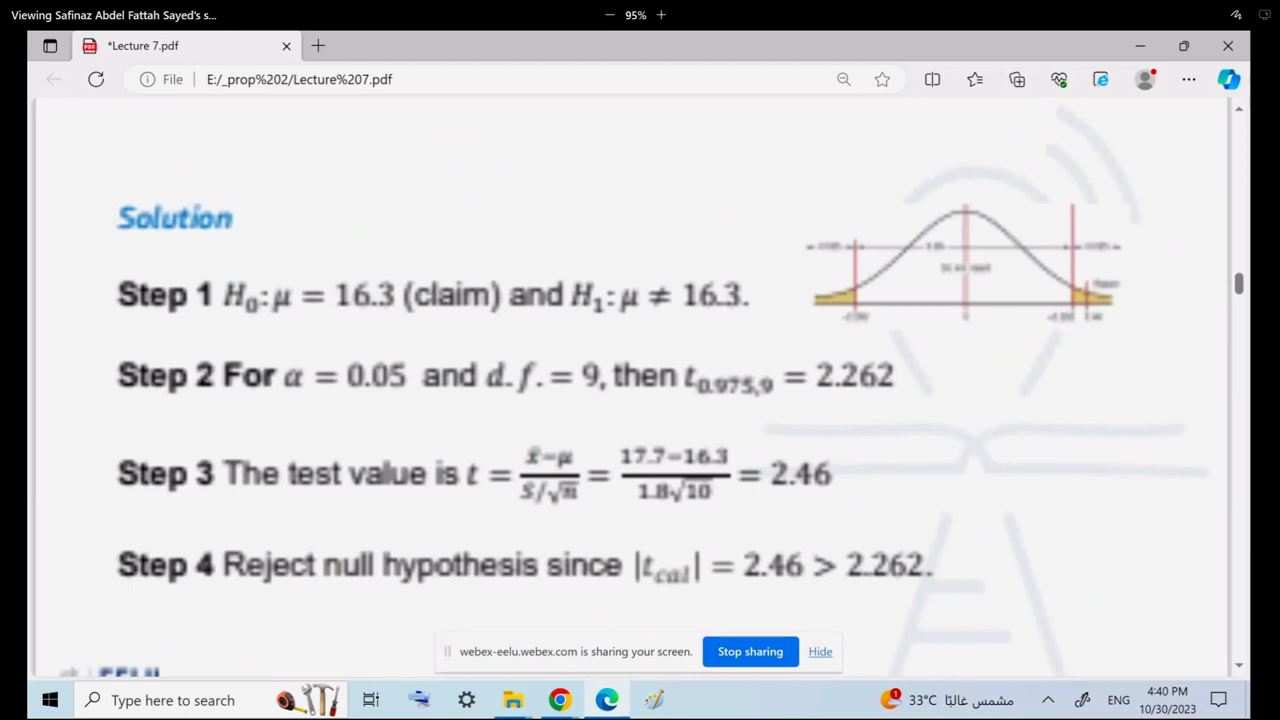 Viewing Safinaz Abdel Fattah Sayed's s...
95%
*Lecture 7.pdf
File E:/_prop%202/Lecture%207.pdf
Solution
Step 1 H₀: μ = 16.3 (claim) and H₁: μ ≠ 16.3.
Step 2 For α = 0.05 and d.f. = 9, then t₀.₉₇₅,₉ = 2.262
Step 3 The test value is t = (x̄−μ)/(S/√n) = (17.7−16.3)/(1.8√10) = 2.46
Step 4 Reject null hypothesis since |t_cal| = 2.46 > 2.262.
webex-eelu.webex.com is sharing your screen. Stop sharing Hide
Type here to search
33°C مشمس غالبًا
ENG
4:40 PM
10/30/2023